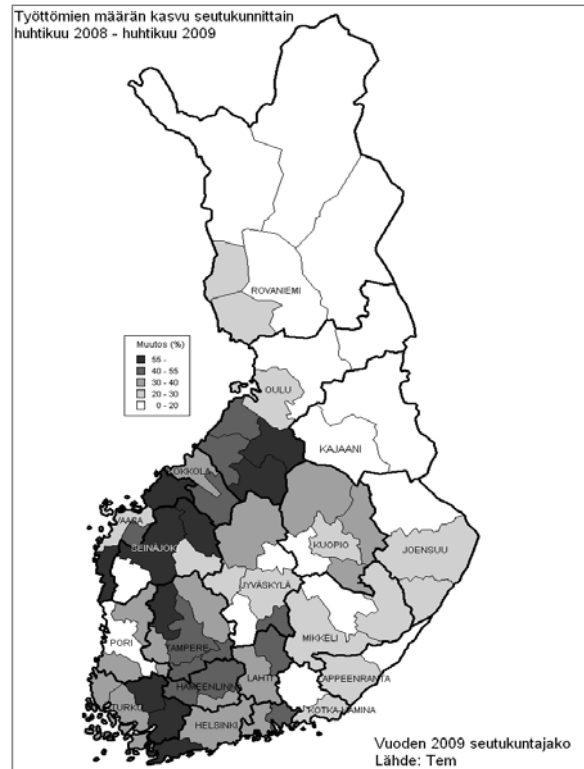 Työttömien määrän kasvu seutukunnittain
huhtikuu 2008 - huhtikuu 2009
ROVANIEMI
Muutos (%)
55 -
40 - 55
30 - 40
20 - 30
0 - 20
OULU
KAJAANI
KOKKOLA
VAASA
SEINÄJOKI
KUOPIO
JOENSUU
JYVÄSKYLÄ
MIKKELI
PORI
TAMPERE
HÄMEENLINNA
LAHTI
LAPPEENRANTA
TURKU
HELSINKI
KOTKA-HAMINA
Vuoden 2009 seutukuntajako
Lähde: Tem